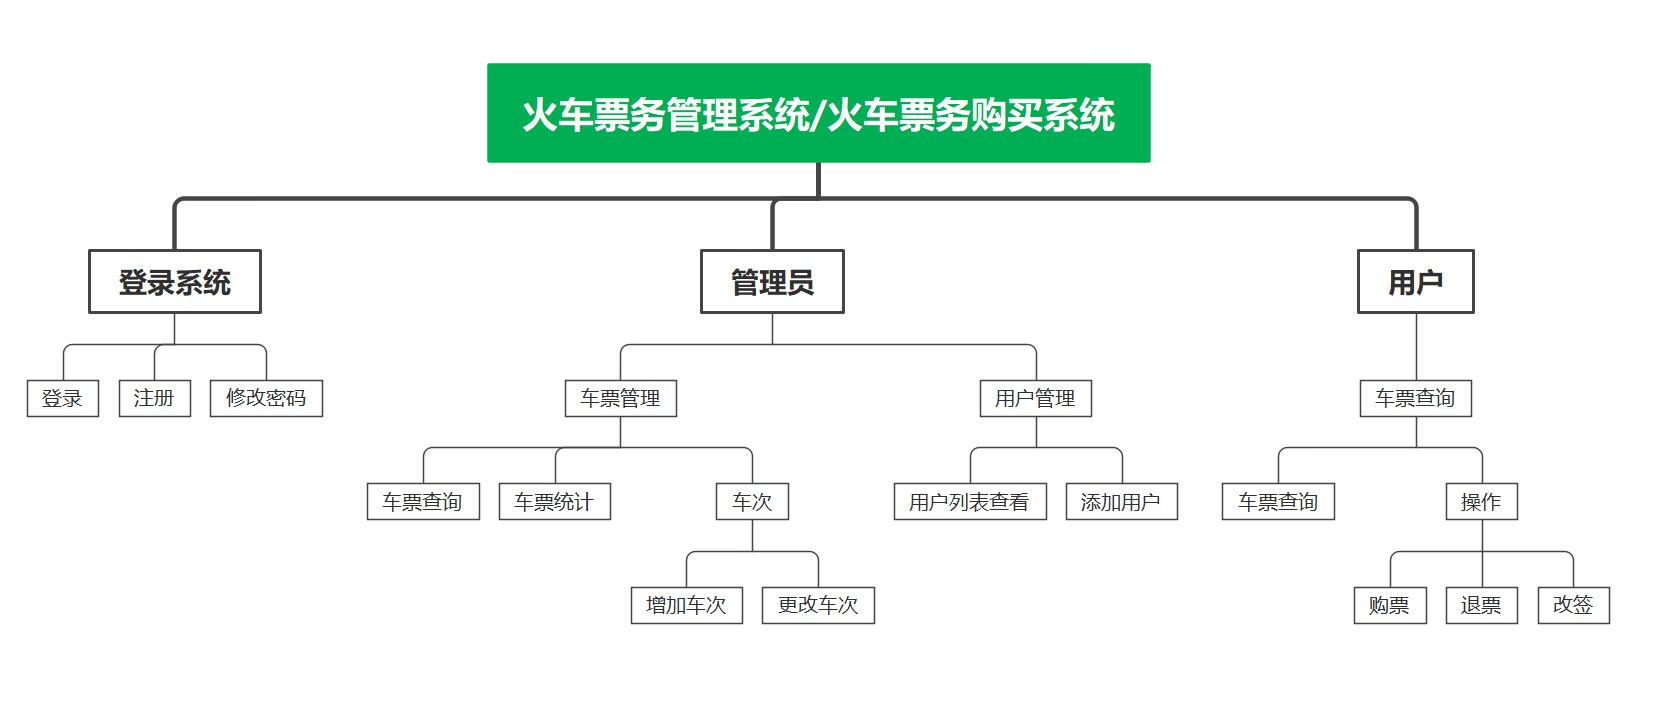 火车票务管理系统/火车票务购买系统
登录系统
管理员
用户
登录
注册
修改密码
车票管理
用户管理
车票查询
车票查询
车票统计
车次
用户列表查看
添加用户
车票查询
操作
增加车次
更改车次
购票
退票
改签